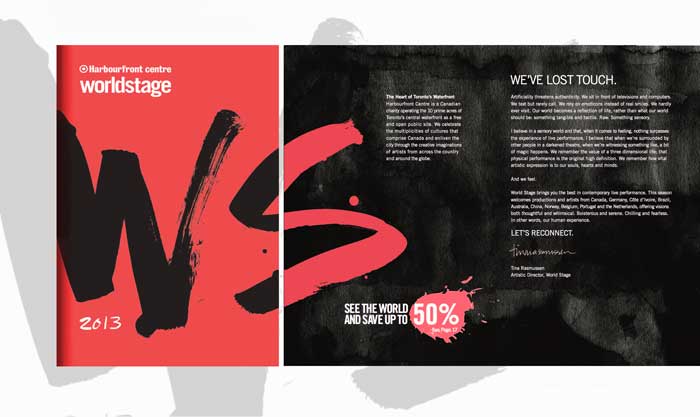 Harbourfront centre
worldstage
WS
2013
The Heart of Toronto's Waterfront
Harbourfront Centre is a Canadian
charity operating the 10 prime acres of
Toronto's central waterfront as a free
and open public site. We celebrate
the multiplicities of cultures that
comprise Canada and enliven the
city through the creative imaginations
of artists from across the country
and around the globe.
SEE THE WORLD
AND SAVE UP TO
50%
See, Page. 17
WE'VE LOST TOUCH.
Artificiality threatens authenticity. We sit in front of televisions and computers.
We text but rarely call. We rely on emoticons instead of real smiles. We hardly
ever visit. Our world becomes a reflection of life, rather than what our world
should be: something tangible and tactile. Raw. Something sensory.
I believe in a sensory world and that, when it comes to feeling, nothing surpasses
the experience of live performance. I believe that when we're surrounded by
other people in a darkened theatre, when we're witnessing something live, a bit
of magic happens. We remember the value of a three dimensional life, that
physical performance is the original high definition. We remember how vital
artistic expression is to our souls, hearts and minds.
And we feel.
World Stage brings you the best in contemporary live performance. This season
welcomes productions and artists from Canada, Germany, Côte d'Ivoire, Brazil,
Australia, China, Norway, Belgium, Portugal and the Netherlands, offering visions
both thoughtful and whimsical. Boisterous and serene. Chilling and fearless.
In other words, our human experience.
LET'S RECONNECT.
tina rasmussen
Tina Rasmussen
Artistic Director, World Stage